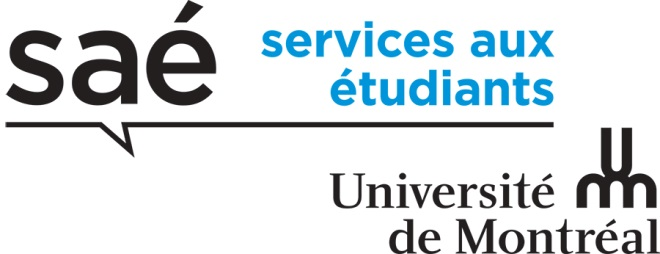 saé
services aux
étudiants
Université
de Montréal